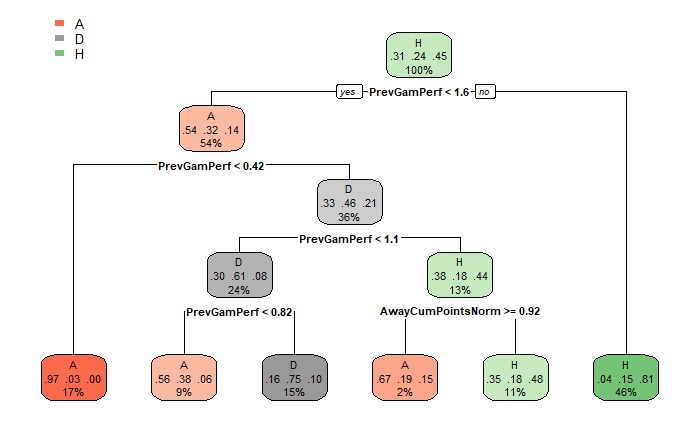 A
D
H
H
.31 .24 .45
100%
yes PrevGamPerf < 1.6 no
A
.54 .32 .14
54%
PrevGamPerf < 0.42
D
.33 .46 .21
36%
PrevGamPerf < 1.1
D
.30 .61 .08
24%
H
.38 .18 .44
13%
PrevGamPerf < 0.82
AwayCumPointsNorm >= 0.92
A
.97 .03 .00
17%
A
.56 .38 .06
9%
D
.16 .75 .10
15%
A
.67 .19 .15
2%
H
.35 .18 .48
11%
H
.04 .15 .81
46%